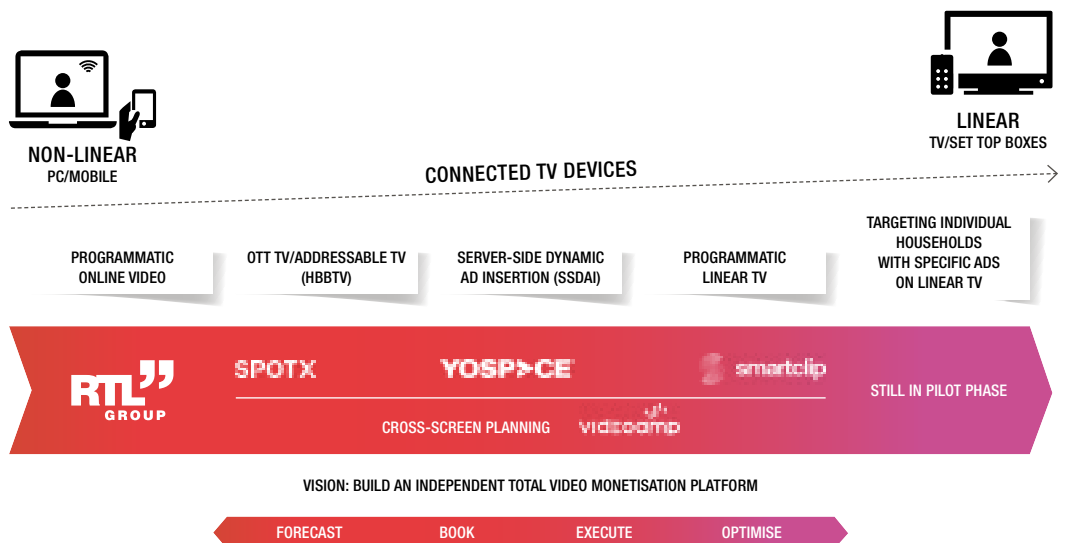 NON-LINEAR
PC/MOBILE
LINEAR
TV/SET TOP BOXES
CONNECTED TV DEVICES
PROGRAMMATIC
ONLINE VIDEO
OTT TV/ADDRESSABLE TV
(HBBTV)
SERVER-SIDE DYNAMIC
AD INSERTION (SSDAI)
PROGRAMMATIC
LINEAR TV
TARGETING INDIVIDUAL
HOUSEHOLDS
WITH SPECIFIC ADS
ON LINEAR TV
RTL
GROUP
SPOTX
YOSPACE
smartclip
STILL IN PILOT PHASE
CROSS-SCREEN PLANNING
videoamp
VISION: BUILD AN INDEPENDENT TOTAL VIDEO MONETISATION PLATFORM
FORECAST
BOOK
EXECUTE
OPTIMISE